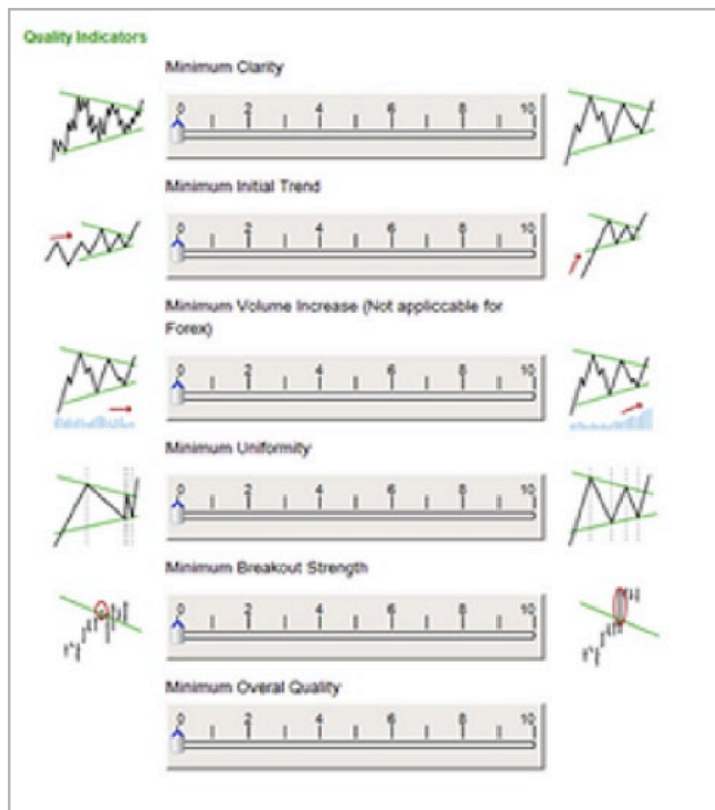 Quality Indicators
Minimum Clarity
0 2 4 6 8 10
Minimum Initial Trend
0 2 4 6 8 10
Minimum Volume Increase (Not appliccable for
Forex)
0 2 4 6 8 10
Minimum Uniformity
0 2 4 6 8 10
Minimum Breakout Strength
0 2 4 6 8 10
Minimum Overal Quality
0 2 4 6 8 10